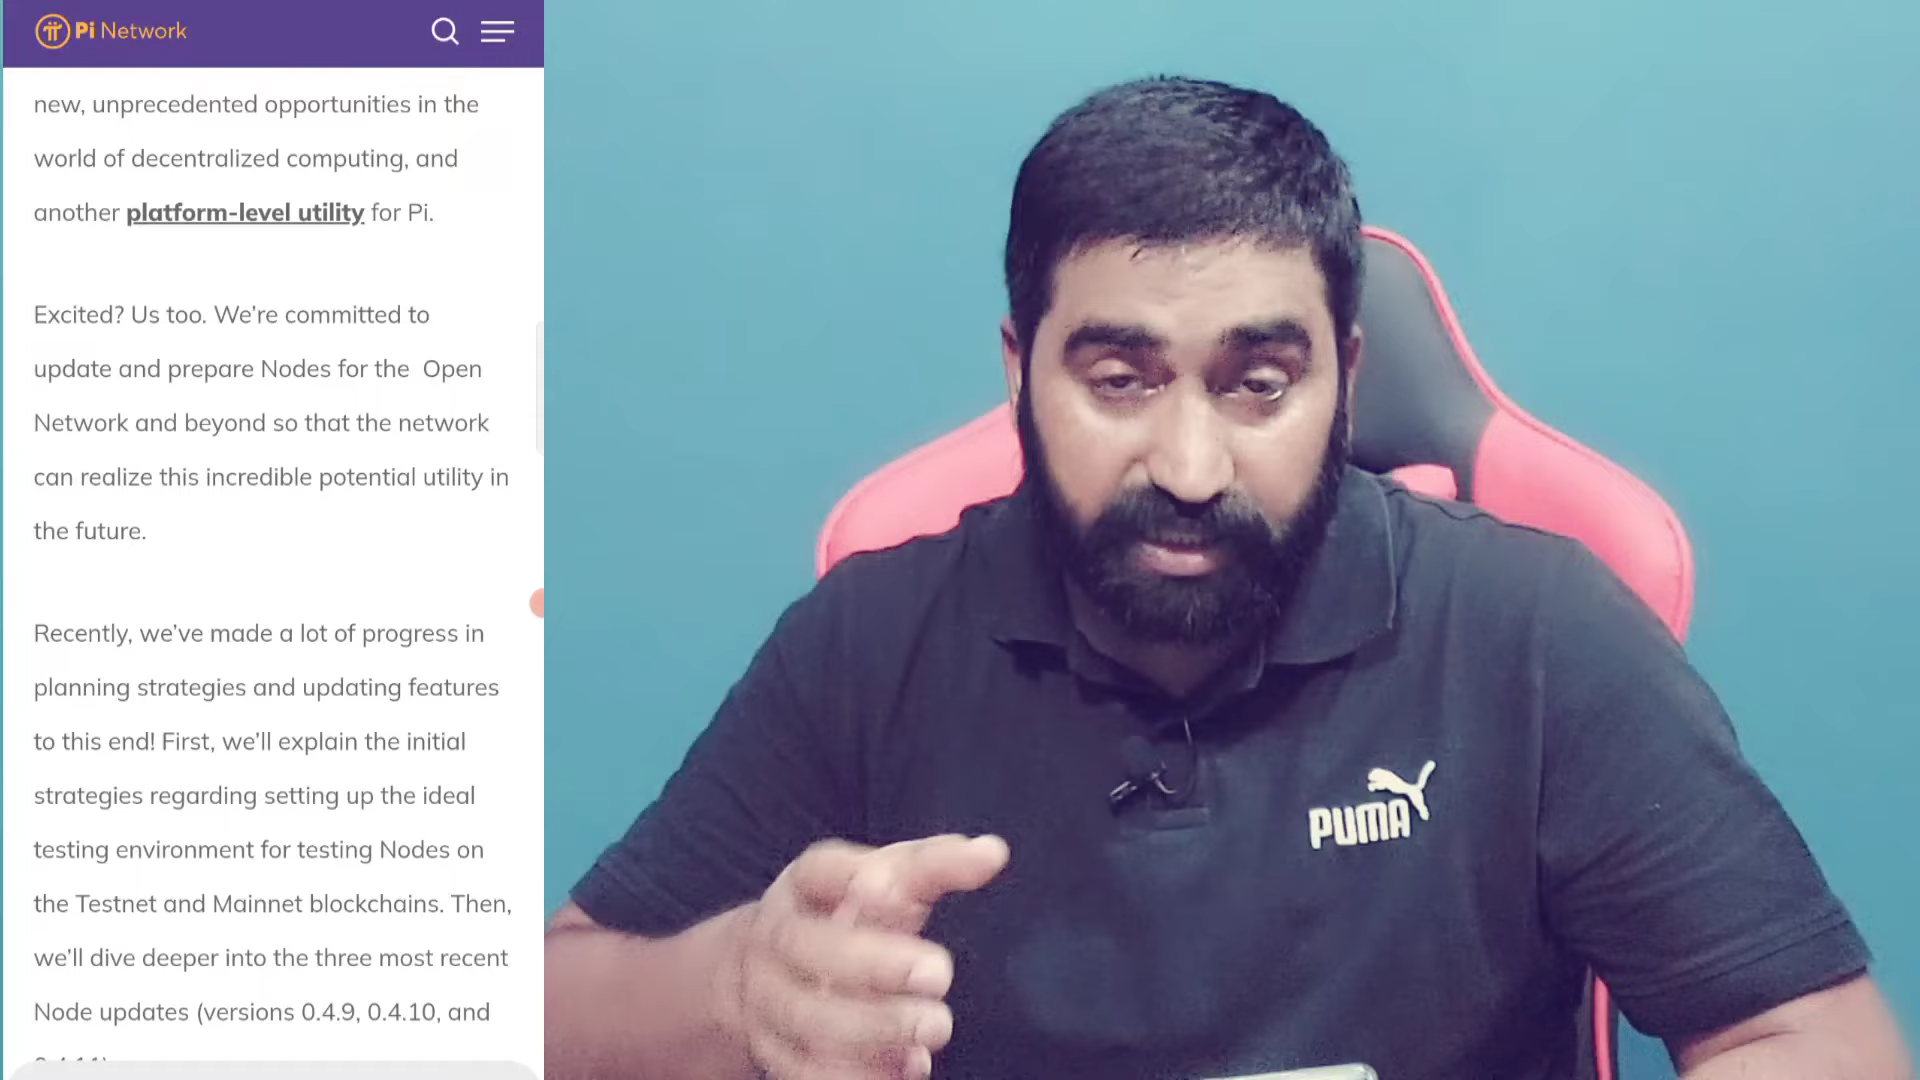 Pi Network
new, unprecedented opportunities in the
world of decentralized computing, and
another platform-level utility for Pi.
Excited? Us too. We’re committed to
update and prepare Nodes for the Open
Network and beyond so that the network
can realize this incredible potential utility in
the future.
Recently, we’ve made a lot of progress in
planning strategies and updating features
to this end! First, we’ll explain the initial
strategies regarding setting up the ideal
testing environment for testing Nodes on
the Testnet and Mainnet blockchains. Then,
we’ll dive deeper into the three most recent
Node updates (versions 0.4.9, 0.4.10, and
PUMA